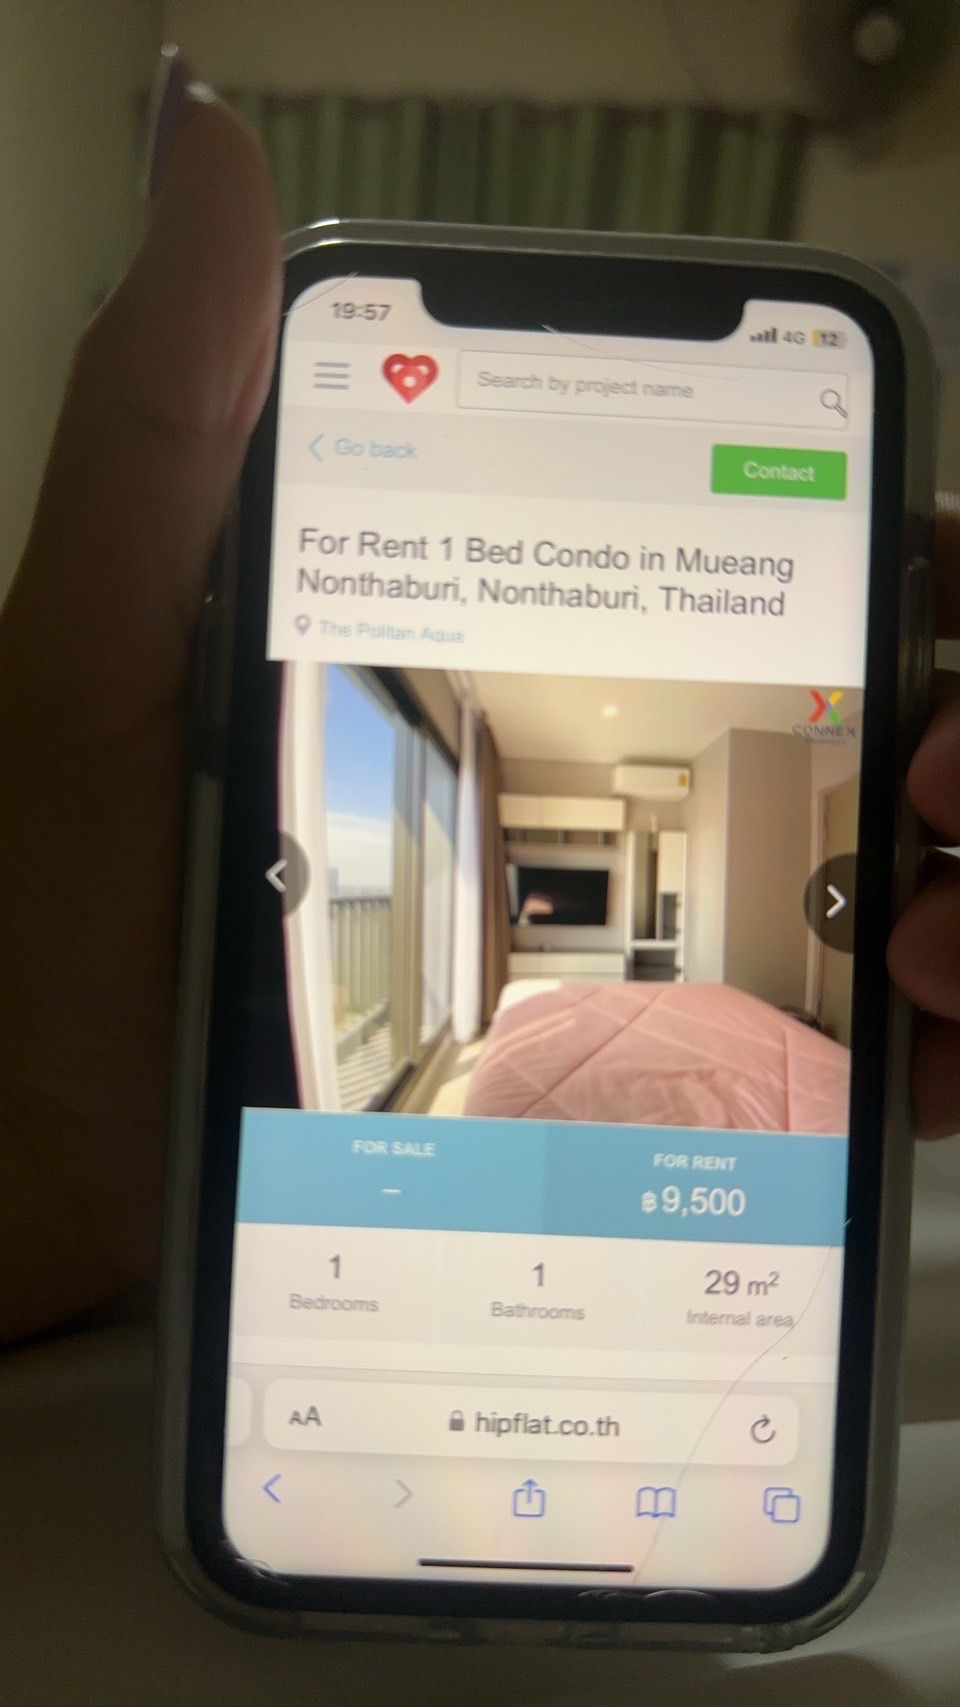 19:57
4G 12
Search by project name
Go back
Contact
For Rent 1 Bed Condo in Mueang
Nonthaburi, Nonthaburi, Thailand
The Politan Aqua
CONNEX
FOR SALE
–
FOR RENT
฿9,500
1
Bedrooms
1
Bathrooms
29 m²
Internal area
AA
hipflat.co.th